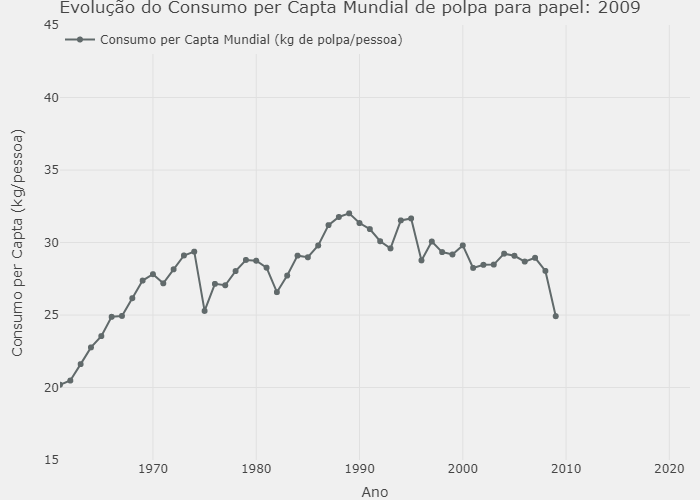 Evolução do Consumo per Capta Mundial de polpa para papel: 2009
45
Consumo per Capta Mundial (kg de polpa/pessoa)
40
35
30
25
20
15
Consumo per Capta (kg/pessoa)
1970 1980 1990 2000 2010 2020
Ano